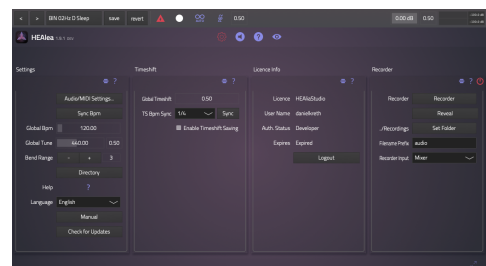 < > BIN 02Hz D Sleep save revert 0.50 0.00 dB 0.50
HEAlea
Settings Timeshift Licence Info Recorder
? ? ? ?
Audio/MIDI Settings... Global Timeshift 0.50 Licence HEAliaStudio Recorder Recorder
Sync Bpm TS Bpm Sync 1/4 Sync User Name danielkreth Reveal
Global Bpm 120.00 Enable Timeshift Saving Auth. Status Developer ./Recordings Set Folder
Global Tune 440.00 0.50 Expires Expired Filename Prefix audio
Bend Range - + 3 Logout Recorder Input Mixer
Directory
Help ?
Language English
Manual
Check for Updates